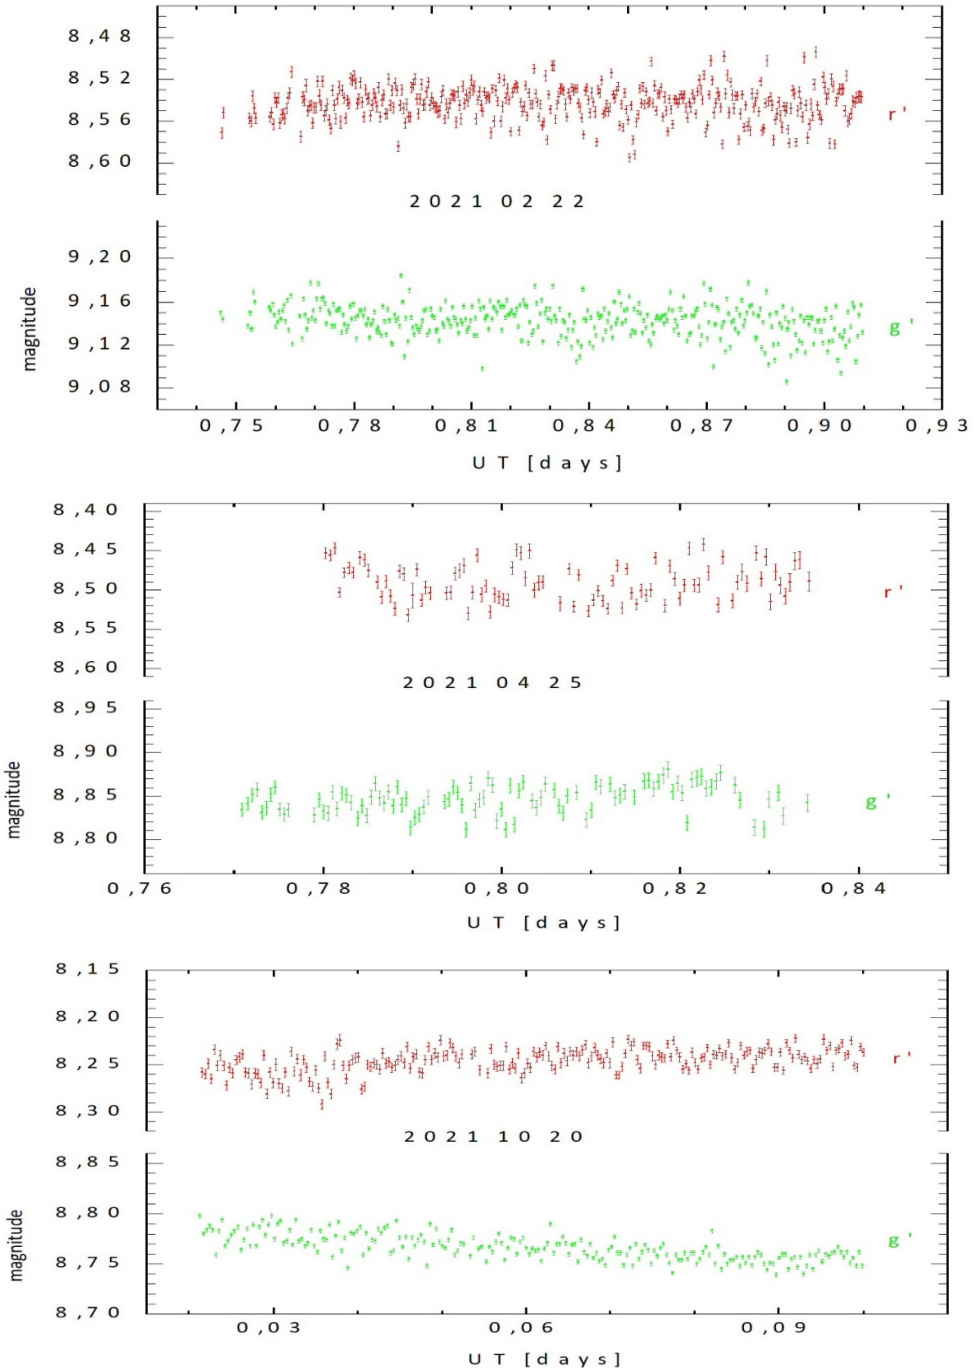 8,48
8,52
8,56
8,60
r'
2021 02 22
9,20
9,16
9,12
9,08
magnitude
g'
0,75 0,78 0,81 0,84 0,87 0,90 0,93
UT [days]
8,40
8,45
8,50
8,55
8,60
r'
2021 04 25
8,95
8,90
8,85
8,80
magnitude
g'
0,76 0,78 0,80 0,82 0,84
UT [days]
8,15
8,20
8,25
8,30
r'
2021 10 20
8,85
8,80
8,75
8,70
magnitude
g'
0,03 0,06 0,09
UT [days]